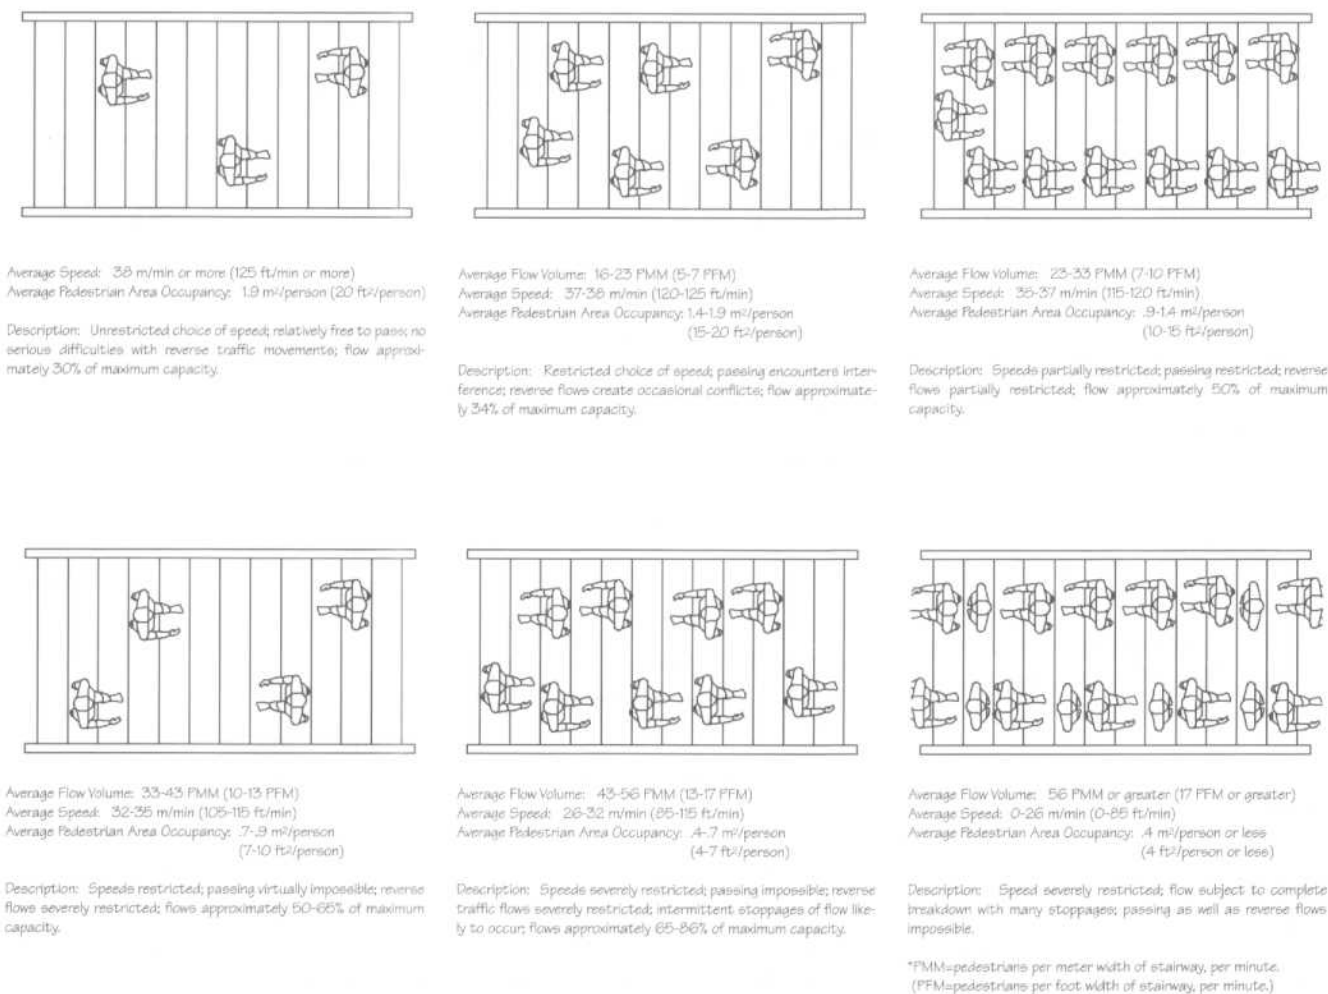 Average Speed: 38 m/min or more (125 ft/min or more)
Average Pedestrian Area Occupancy: 1.9 m²/person (20 ft²/person)
Description: Unrestricted choice of speed; relatively free to pass; no
serious difficulties with reverse traffic movements; flow approxi-
mately 30% of maximum capacity.
Average Flow Volume: 16-23 PMM (5-7 PFM)
Average Speed: 37-38 m/min (120-125 ft/min)
Average Pedestrian Area Occupancy: 1.4-1.9 m²/person
(15-20 ft²/person)
Description: Restricted choice of speed; passing encounters inter-
ference; reverse flows create occasional conflicts; flow approximate-
ly 34% of maximum capacity.
Average Flow Volume: 23-33 PMM (7-10 PFM)
Average Speed: 35-37 m/min (115-120 ft/min)
Average Pedestrian Area Occupancy: .9-1.4 m²/person
(10-15 ft²/person)
Description: Speeds partially restricted; passing restricted; reverse
flows partially restricted; flow approximately 50% of maximum
capacity.
Average Flow Volume: 33-43 PMM (10-13 PFM)
Average Speed: 32-35 m/min (105-115 ft/min)
Average Pedestrian Area Occupancy: .7-.9 m²/person
(7-10 ft²/person)
Description: Speeds restricted; passing virtually impossible; reverse
flows severely restricted; flows approximately 50-65% of maximum
capacity.
Average Flow Volume: 43-56 PMM (13-17 PFM)
Average Speed: 26-32 m/min (85-115 ft/min)
Average Pedestrian Area Occupancy: .4-.7 m²/person
(4-7 ft²/person)
Description: Speeds severely restricted; passing impossible; reverse
traffic flows severely restricted; intermittent stoppages of flow like-
ly to occur; flows approximately 65-86% of maximum capacity.
Average Flow Volume: 56 PMM or greater (17 PFM or greater)
Average Speed: 0-26 m/min (0-85 ft/min)
Average Pedestrian Area Occupancy: .4 m²/person or less
(4 ft²/person or less)
Description: Speed severely restricted; flow subject to complete
breakdown with many stoppages; passing as well as reverse flows
impossible.
*PMM=pedestrians per meter width of stairway, per minute.
(PFM=pedestrians per foot width of stairway, per minute.)